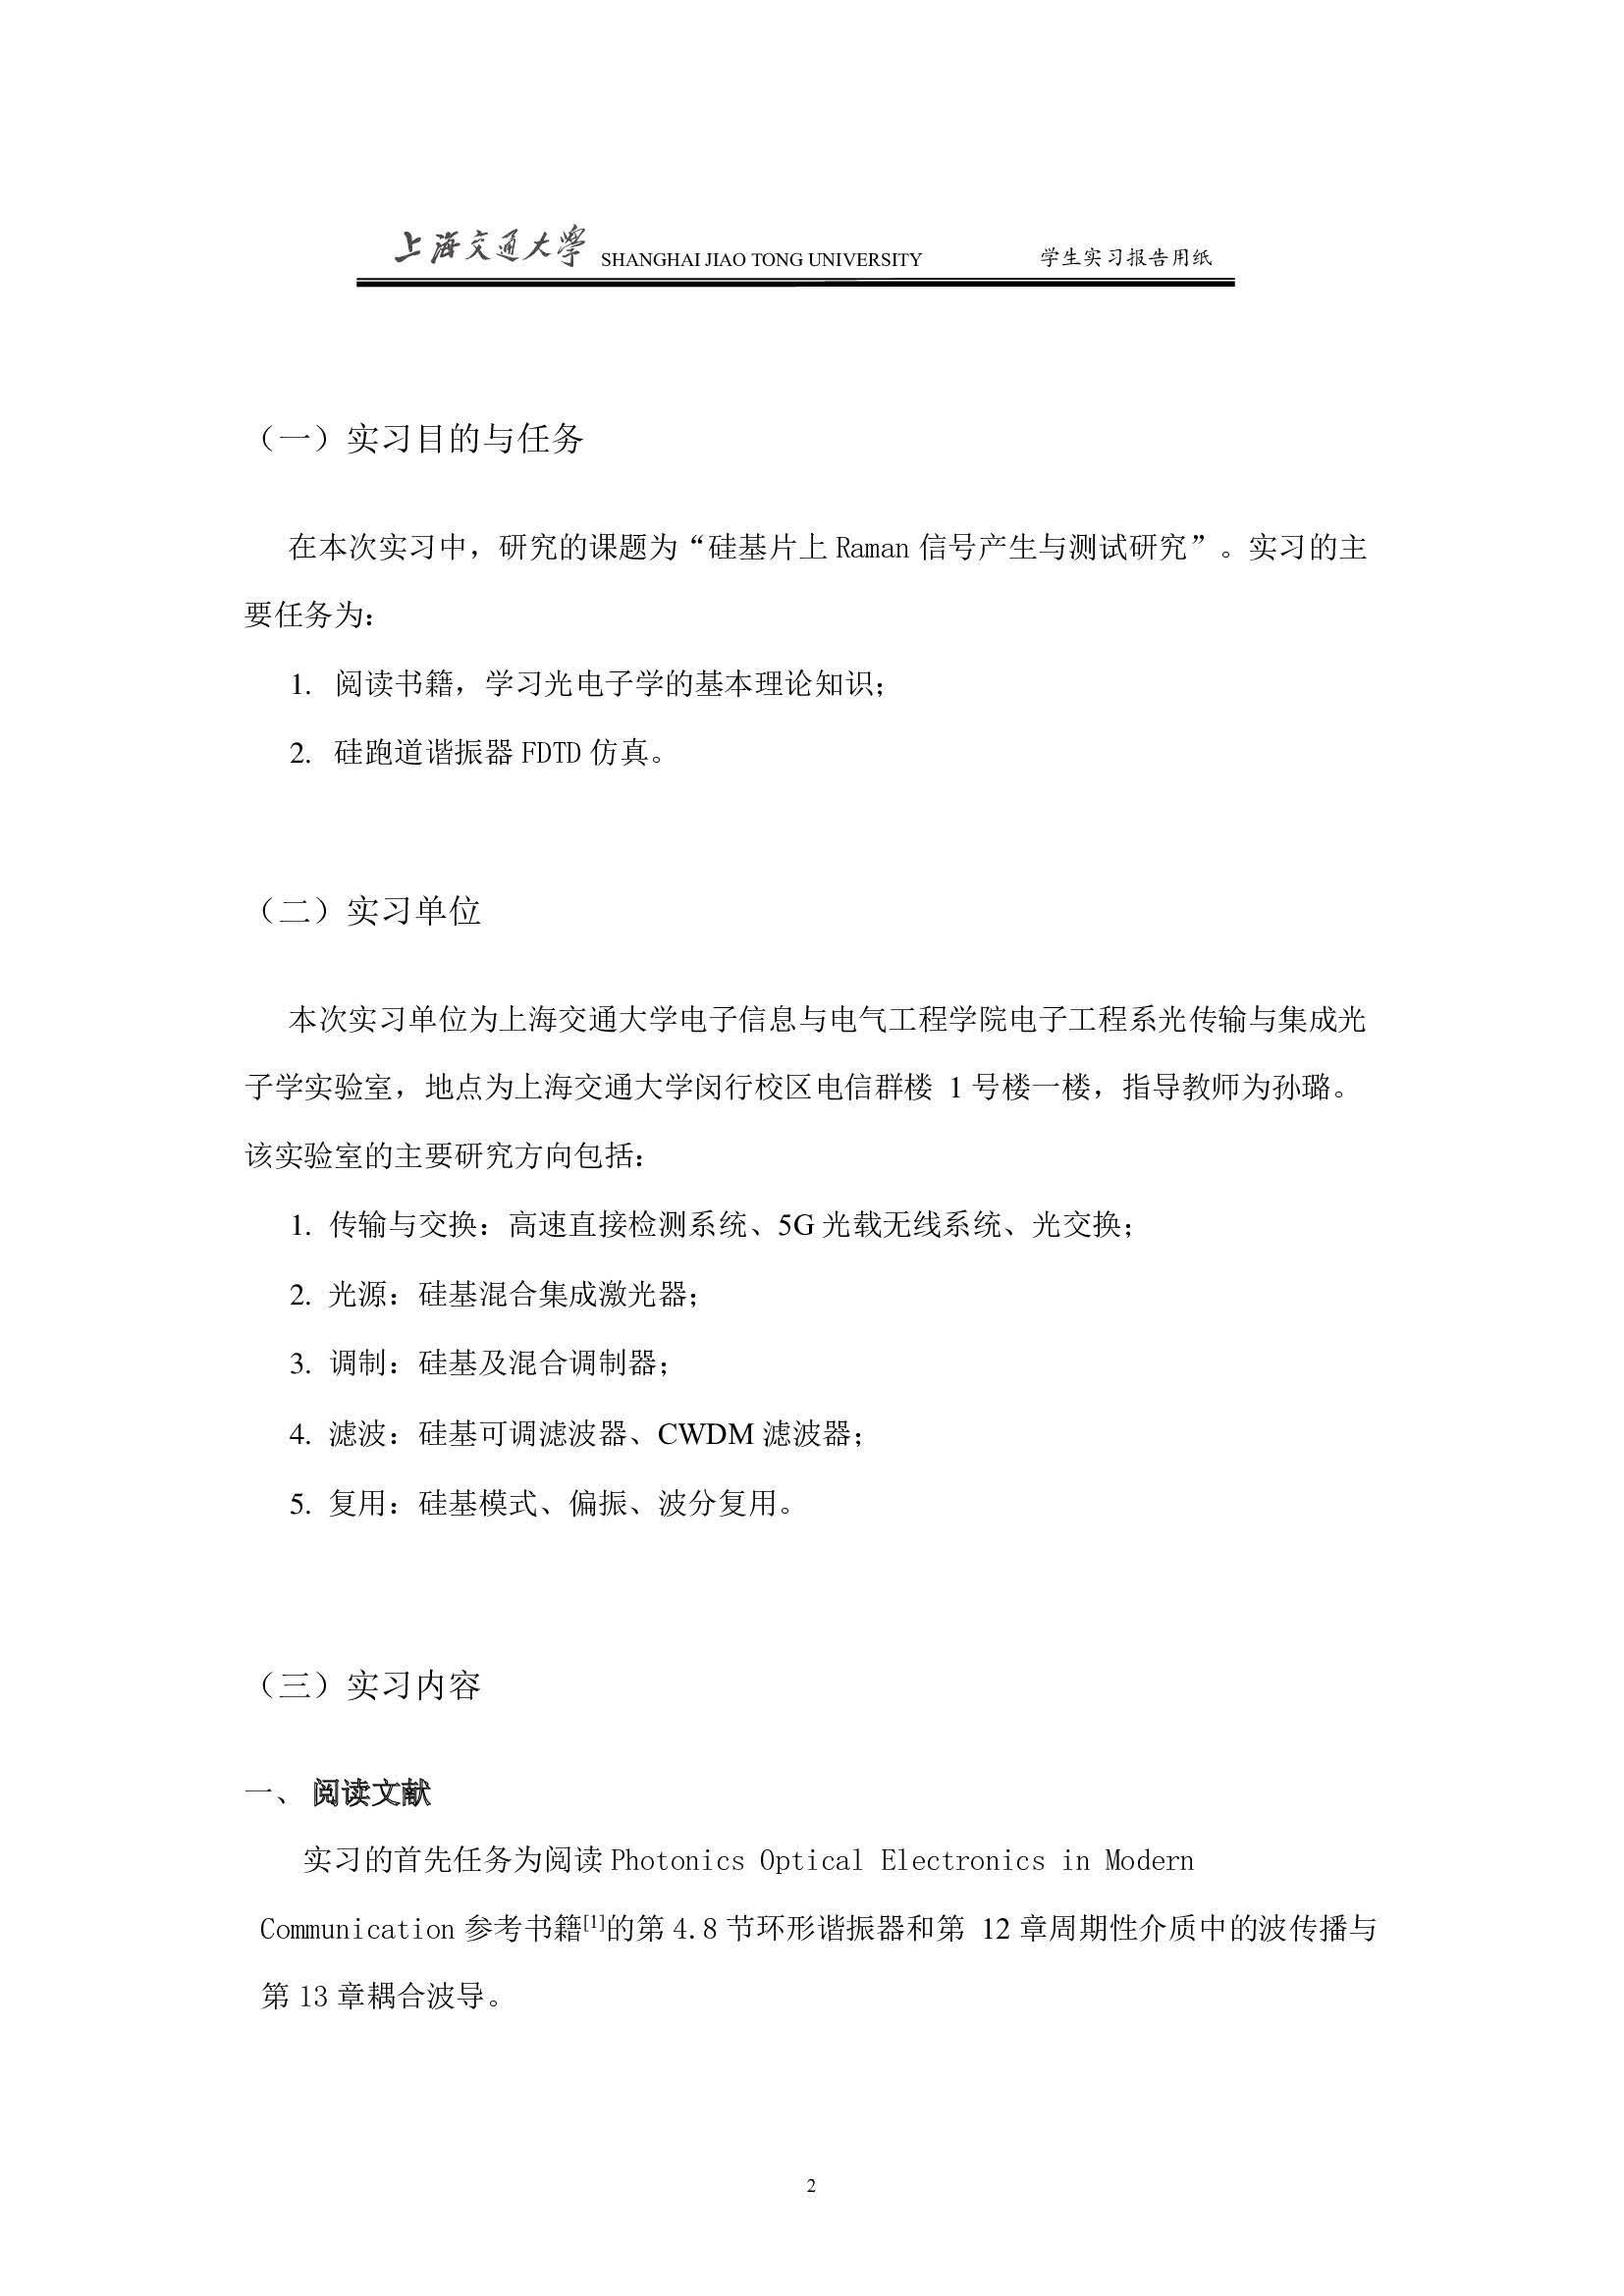 上海交通大學 SHANGHAI JIAO TONG UNIVERSITY 学生实习报告用纸
（一）实习目的与任务
在本次实习中，研究的课题为“硅基片上 Raman 信号产生与测试研究”。实习的主
要任务为：
1. 阅读书籍，学习光电子学的基本理论知识；
2. 硅跑道谐振器 FDTD 仿真。
（二）实习单位
本次实习单位为上海交通大学电子信息与电气工程学院电子工程系光传输与集成光
子学实验室，地点为上海交通大学闵行校区电信群楼 1 号楼一楼，指导教师为孙璐。
该实验室的主要研究方向包括：
1. 传输与交换：高速直接检测系统、5G 光载无线系统、光交换；
2. 光源：硅基混合集成激光器；
3. 调制：硅基及混合调制器；
4. 滤波：硅基可调滤波器、CWDM 滤波器；
5. 复用：硅基模式、偏振、波分复用。
（三）实习内容
一、 阅读文献
实习的首先任务为阅读 Photonics Optical Electronics in Modern
Communication 参考书籍[1]的第 4.8 节环形谐振器和第 12 章周期性介质中的波传播与
第 13 章耦合波导。
2